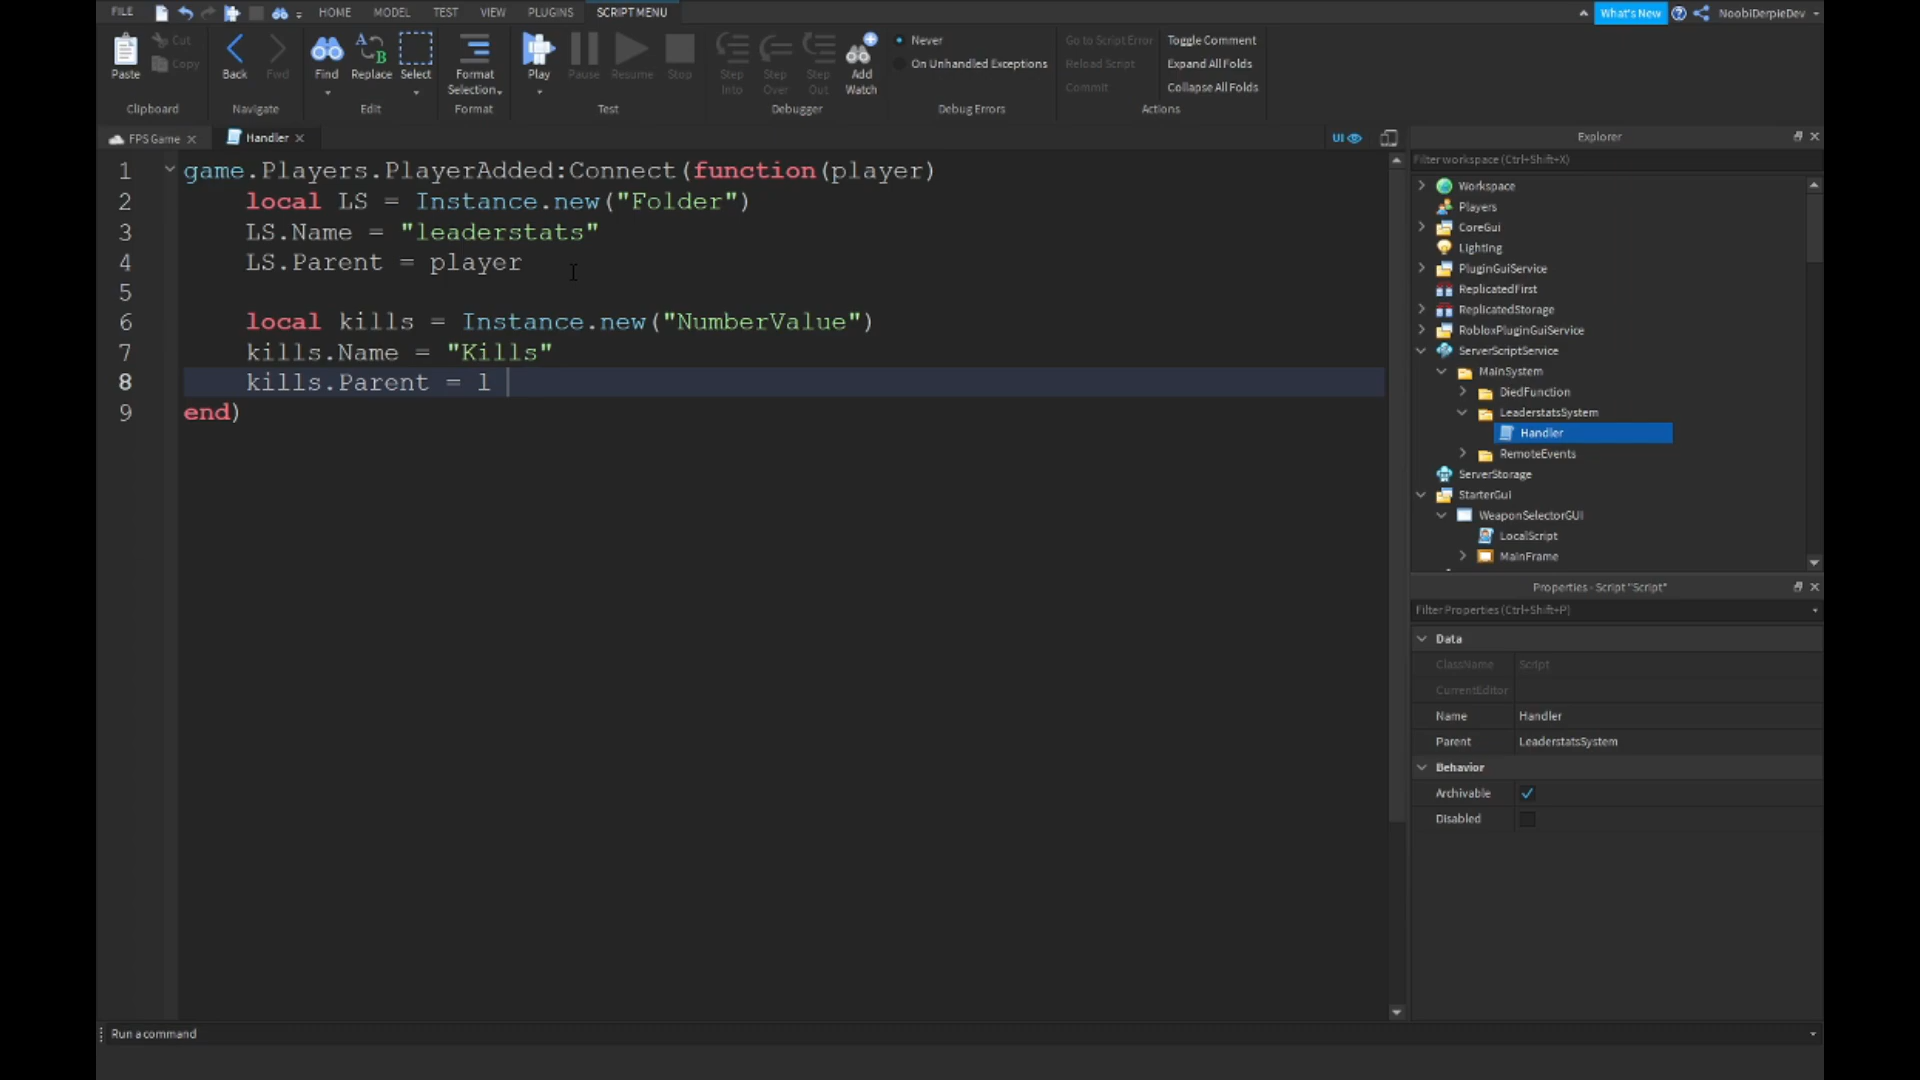 FILE HOME MODEL TEST VIEW PLUGINS SCRIPT MENU What's New NoobiDerpieDev
Paste Cut Copy
Clipboard
Back Fwd
Navigate
Find Replace Select
Edit
Format Selection
Format
Play Pause Resume Stop
Test
Step Into Step Over Step Out Add Watch
Debugger
Never
On Unhandled Exceptions
Debug Errors
Go to Script Error Toggle Comment
Reload Script Expand All Folds
Commit Collapse All Folds
Actions
FPS Game Handler UI
1 game.Players.PlayerAdded:Connect(function(player)
2 local LS = Instance.new("Folder")
3 LS.Name = "leaderstats"
4 LS.Parent = player
5
6 local kills = Instance.new("NumberValue")
7 kills.Name = "Kills"
8 kills.Parent = l
9 end)
Explorer
Filter workspace (Ctrl+Shift+X)
Workspace
Players
CoreGui
Lighting
PluginGuiService
ReplicatedFirst
ReplicatedStorage
RobloxPluginGuiService
ServerScriptService
MainSystem
DiedFunction
LeaderstatsSystem
Handler
RemoteEvents
ServerStorage
StarterGui
WeaponSelectorGUI
LocalScript
MainFrame
Properties - Script "Script"
Filter Properties (Ctrl+Shift+P)
Data
ClassName Script
CurrentEditor
Name Handler
Parent LeaderstatsSystem
Behavior
Archivable
Disabled
Run a command